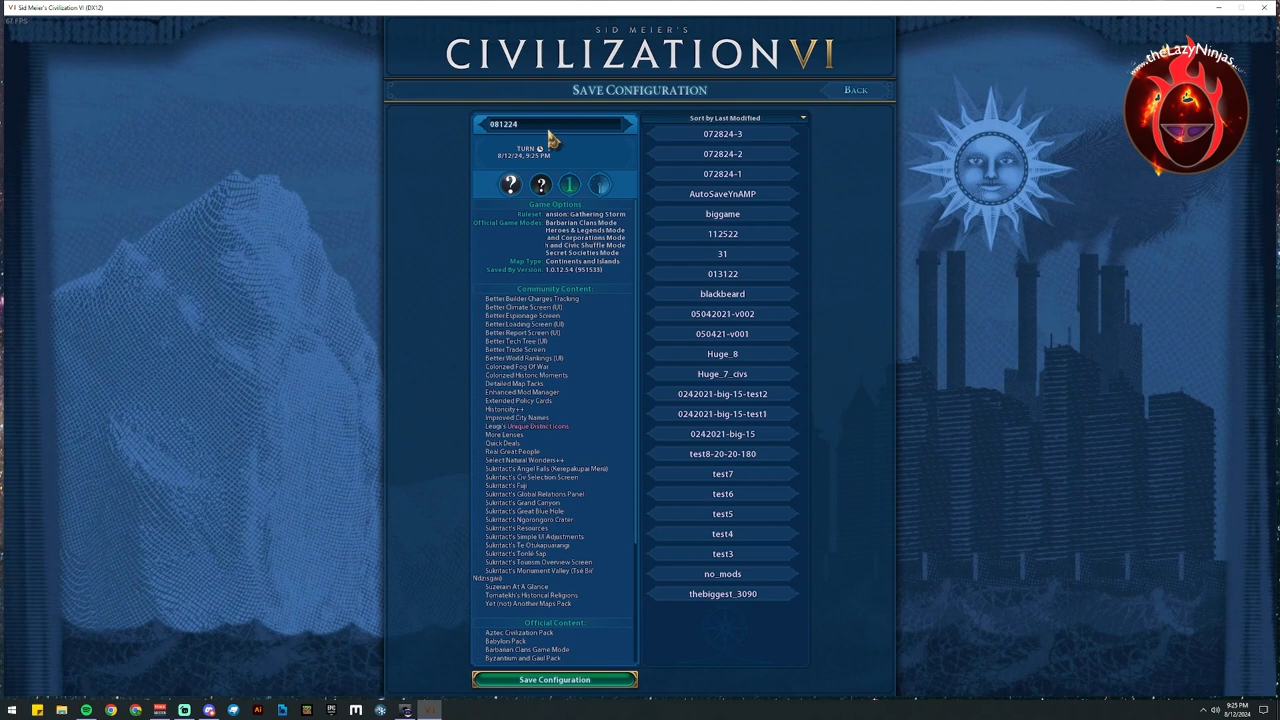 Sid Meier's Civilization VI (DX12)
67 FPS
SID MEIER'S
CIVILIZATION VI
SAVE CONFIGURATION
BACK
www.theLazyNinjas.com
081224
TURN
8/12/24, 9:25 PM
Game Options:
Ruleset: ansion: Gathering Storm
Official Game Modes: Barbarian Clans Mode
Heroes & Legends Mode
and Corporations Mode
h and Civic Shuffle Mode
Secret Societies Mode
Map Type: Continents and Islands
Saved By Version: 1.0.12.54 (951533)
Community Content:
Better Builder Charges Tracking
Better Climate Screen (UI)
Better Espionage Screen
Better Loading Screen (UI)
Better Report Screen (UI)
Better Tech Tree (UI)
Better Trade Screen
Better World Rankings (UI)
Colorized Fog Of War
Colorized Historic Moments
Detailed Map Tacks
Enhanced Mod Manager
Extended Policy Cards
Historicity++
Improved City Names
Leugi's Unique District Icons
More Lenses
Quick Deals
Real Great People
Select Natural Wonders++
Sukritact's Angel Falls (Kerepakupai Merú)
Sukritact's Civ Selection Screen
Sukritact's Fuji
Sukritact's Global Relations Panel
Sukritact's Grand Canyon
Sukritact's Great Blue Hole
Sukritact's Ngorongoro Crater
Sukritact's Resources
Sukritact's Simple UI Adjustments
Sukritact's Te Otukapuarangi
Sukritact's Tonlé Sap
Sukritact's Tourism Overview Screen
Sukritact's Monument Valley (Tsé Biiʼ
Ndzisgaii)
Suzerain At A Glance
Tomatekh's Historical Religions
Yet (not) Another Maps Pack
Official Content:
Aztec Civilization Pack
Babylon Pack
Barbarian Clans Game Mode
Byzantium and Gaul Pack
Save Configuration
Sort by Last Modified
072824-3
072824-2
072824-1
AutoSaveYnAMP
biggame
112522
31
013122
blackbeard
05042021-v002
050421-v001
Huge_8
Huge_7_civs
0242021-big-15-test2
0242021-big-15-test1
0242021-big-15
test8-20-20-180
test7
test6
test5
test4
test3
no_mods
thebiggest_3090
9:25 PM
8/12/2024